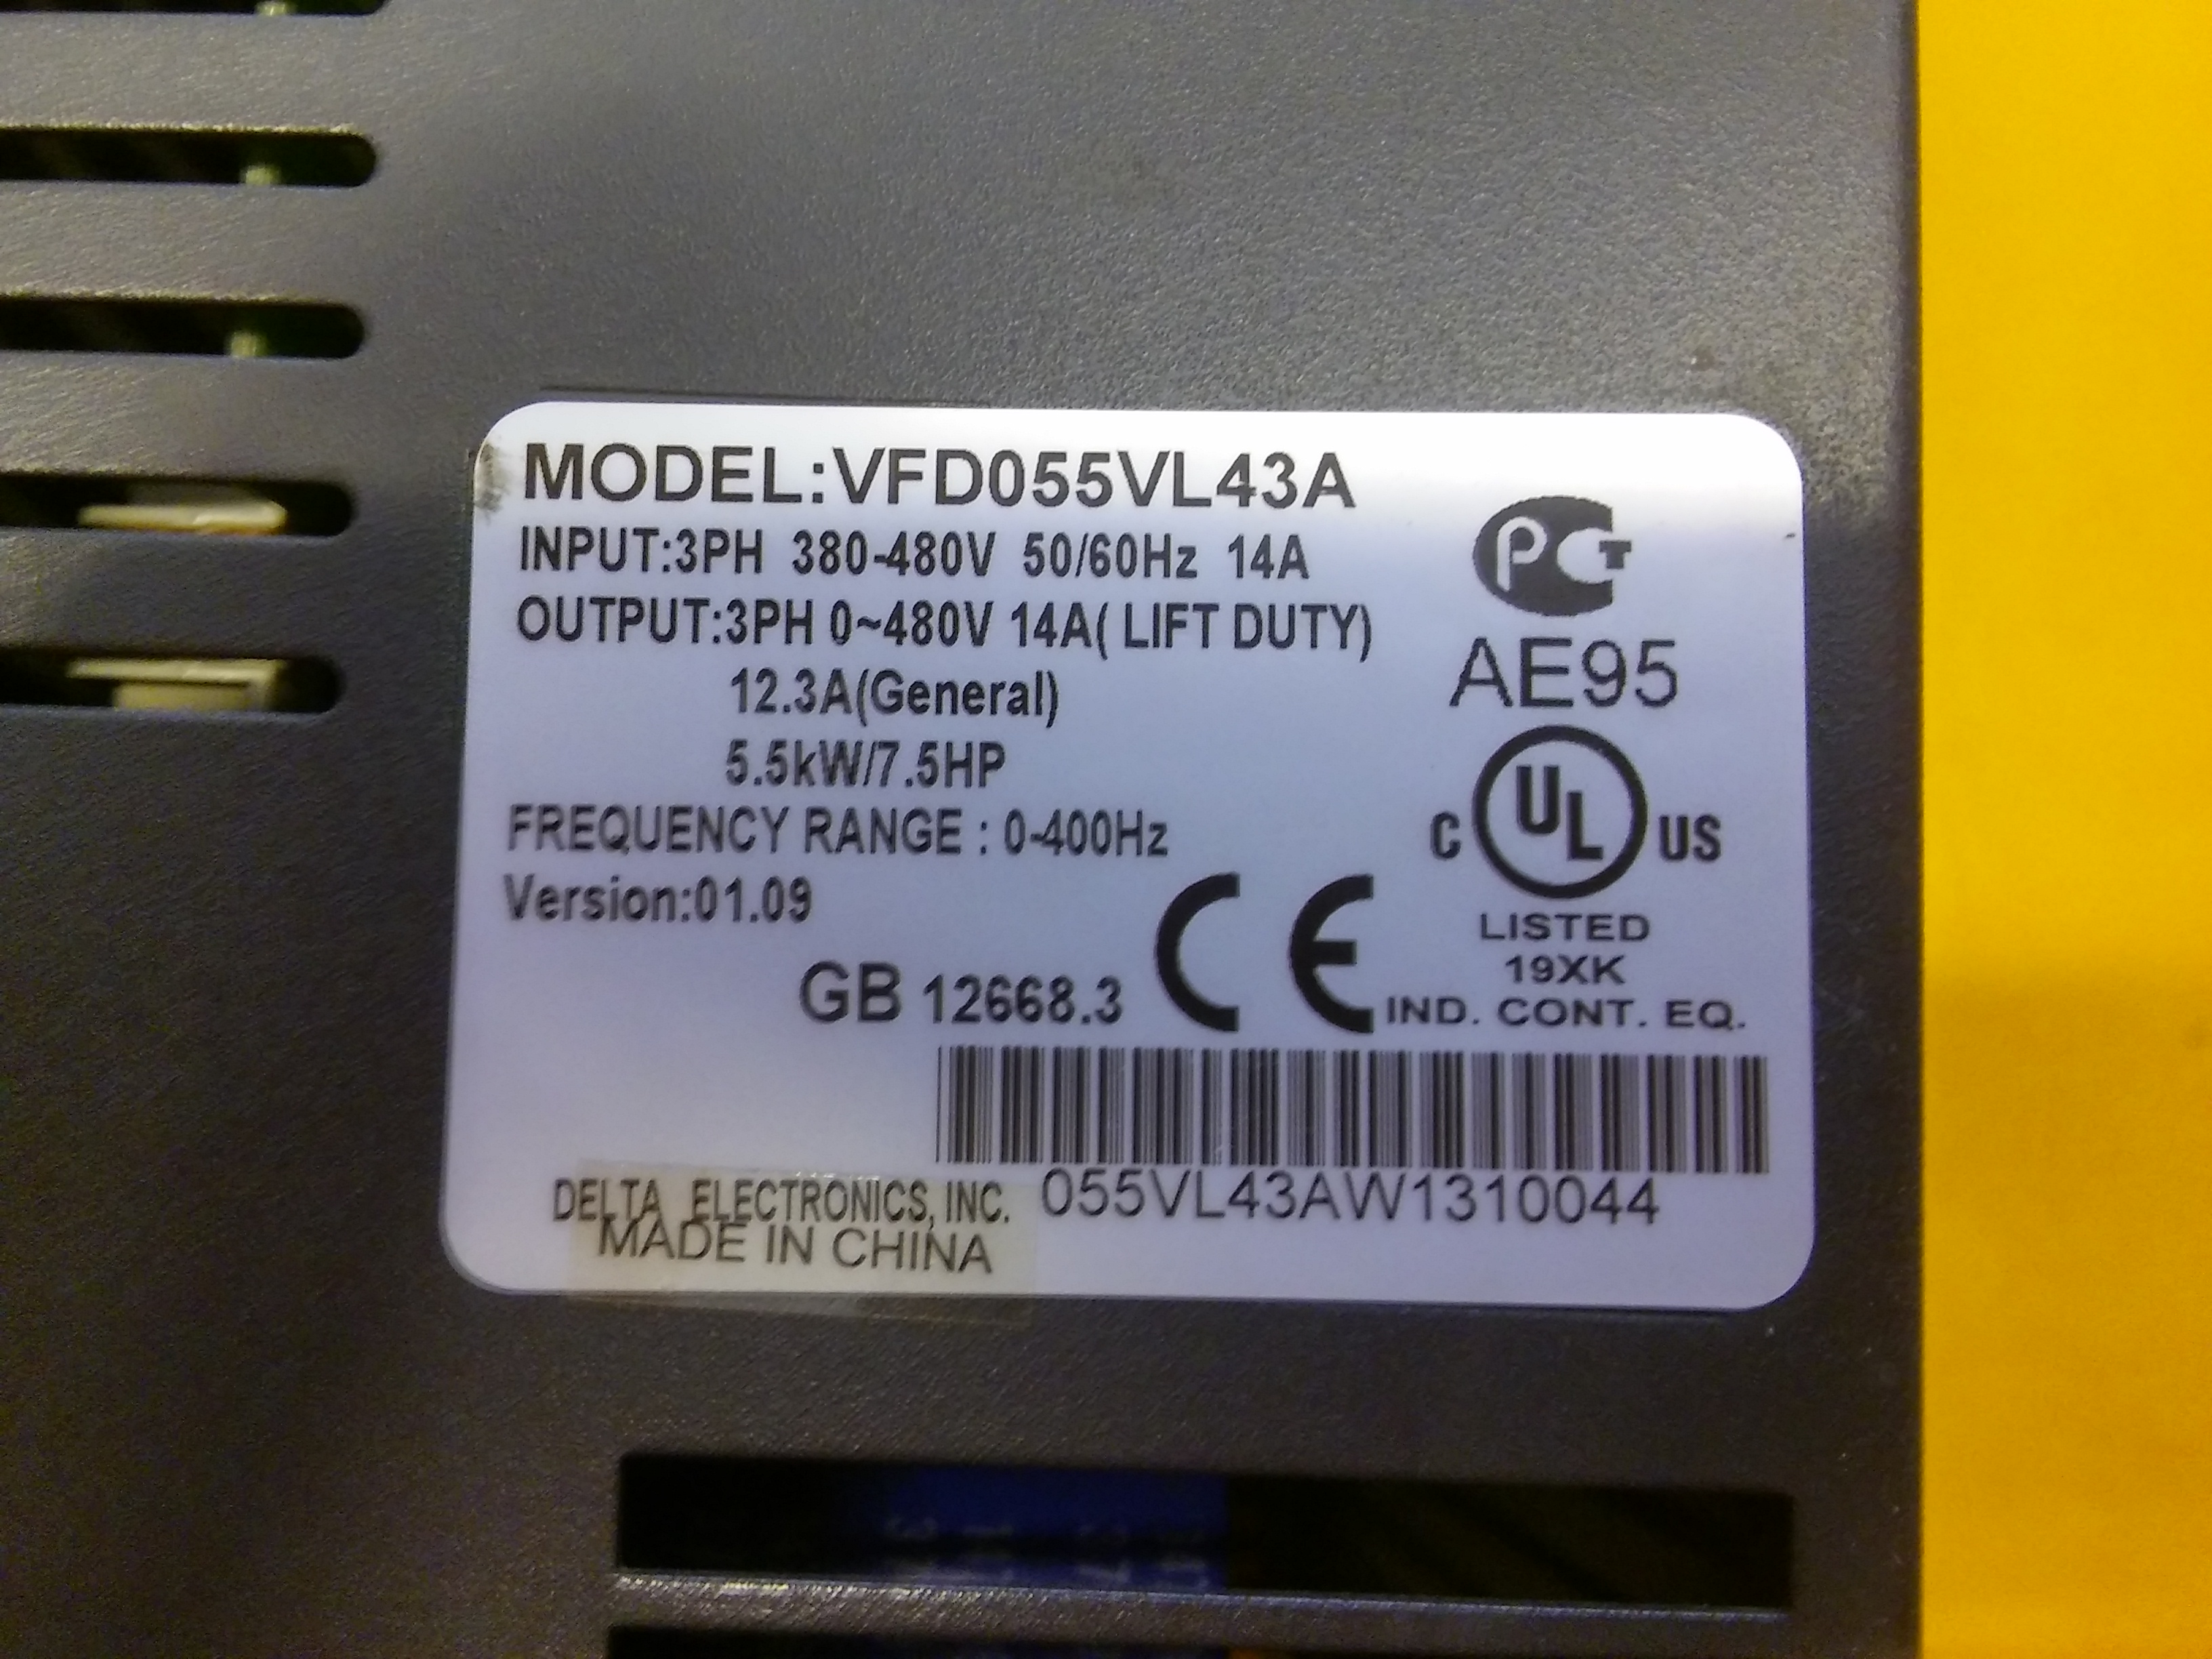 MODEL:VFD055VL43A
INPUT:3PH 380-480V 50/60Hz 14A
OUTPUT:3PH 0~480V 14A( LIFT DUTY)
12.3A(General)
5.5kW/7.5HP
FREQUENCY RANGE : 0-400Hz
Version:01.09
GB 12668.3
CE
PCT
AE95
C UL US
LISTED
19XK
IND. CONT. EQ.
055VL43AW1310044
DELTA ELECTRONICS, INC.
MADE IN CHINA